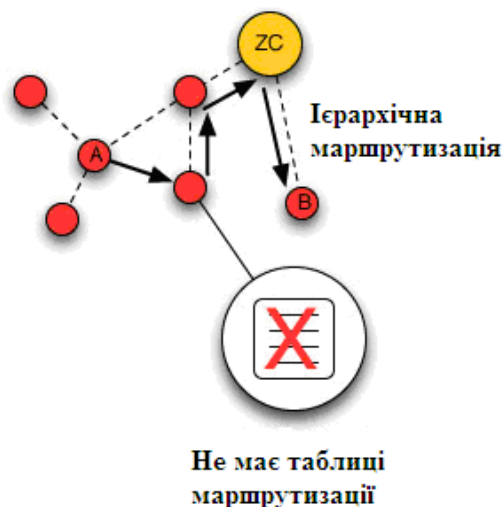 ZC
Ієрархічна
маршрутизація
A
B
Не має таблиці
маршрутизації